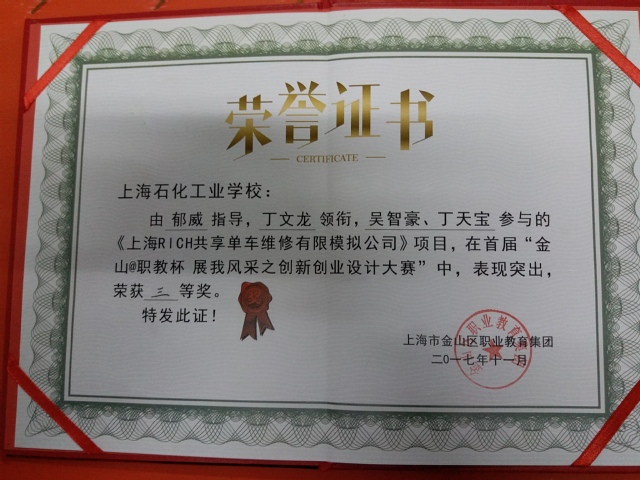 荣誉证书
CERTIFICATE
上海石化工业学校：
由 郁威 指导，丁文龙 领衔，吴智豪、丁天宝 参与的
《上海RICH共享单车维修有限模拟公司》项目，在首届“金
山@职教杯 展我风采之创新创业设计大赛”中，表现突出，
荣获 三 等奖。
特发此证！
上海市金山区职业教育集团
二〇一七年十一月